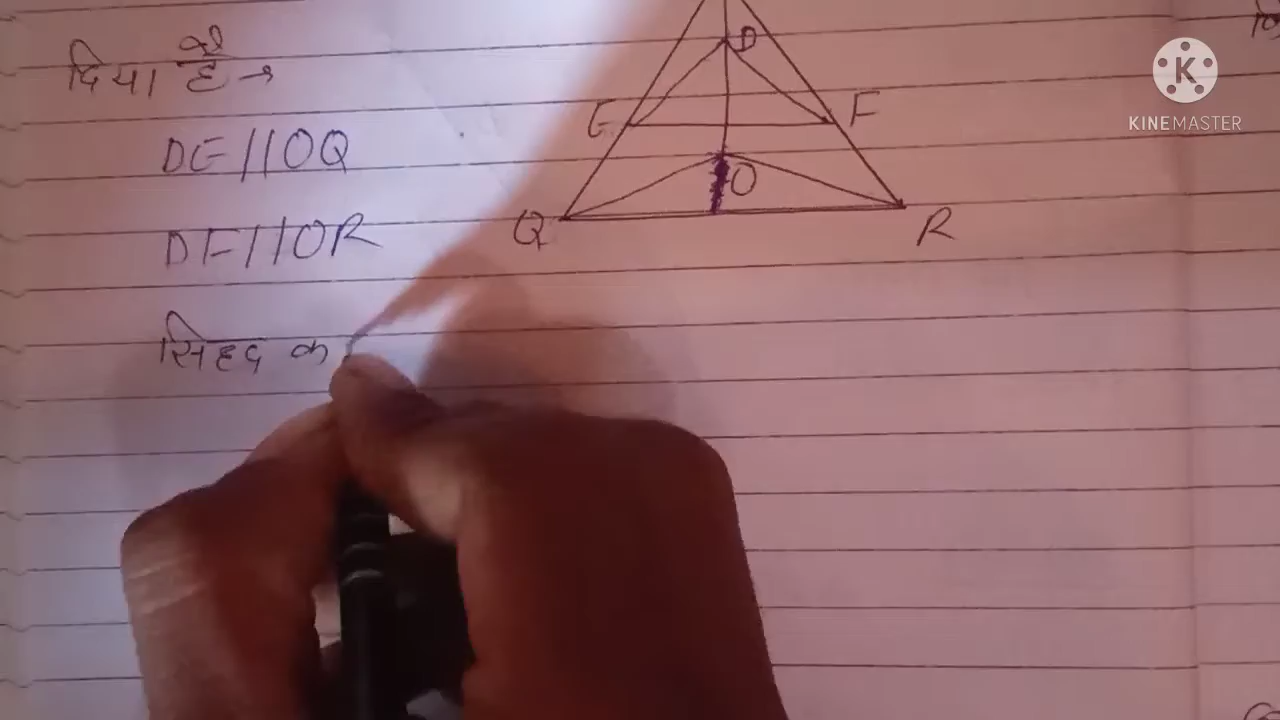 दिया है →
DE//OQ
DF//OR
सिद्द क
D
E
F
O
Q
R
K
KINEMASTER